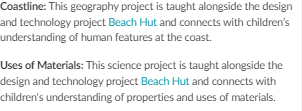 Coastline: This geography project is taught alongside the design
and technology project Beach Hut and connects with children's
understanding of human features at the coast.
Uses of Materials: This science project is taught alongside the
design and technology project Beach Hut and connects with
children's understanding of properties and uses of materials.